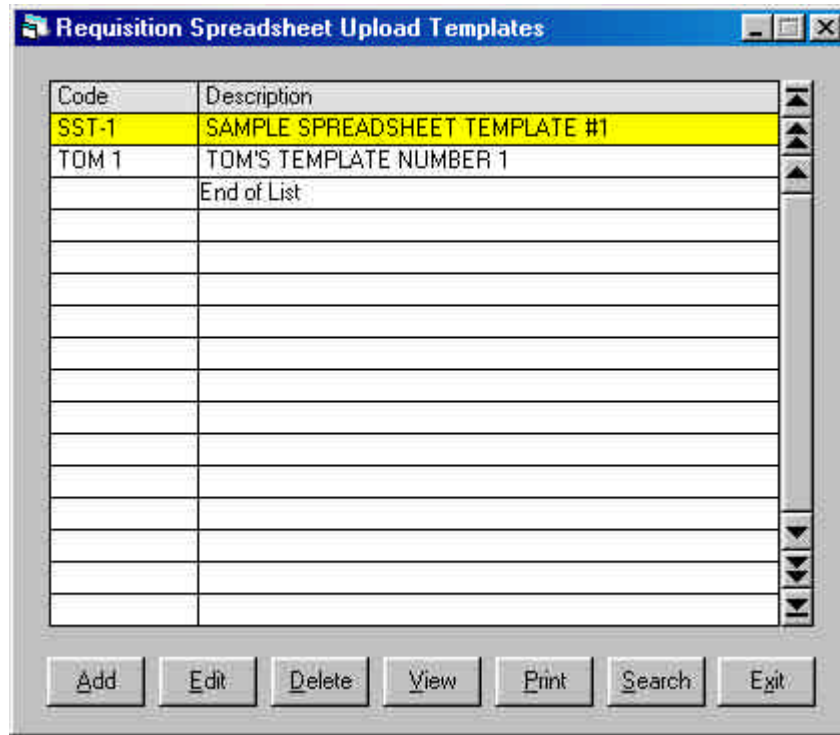 Requisition Spreadsheet Upload Templates
Code Description
SST-1 SAMPLE SPREADSHEET TEMPLATE #1
TOM 1 TOM'S TEMPLATE NUMBER 1
End of List
Add Edit Delete View Print Search Exit